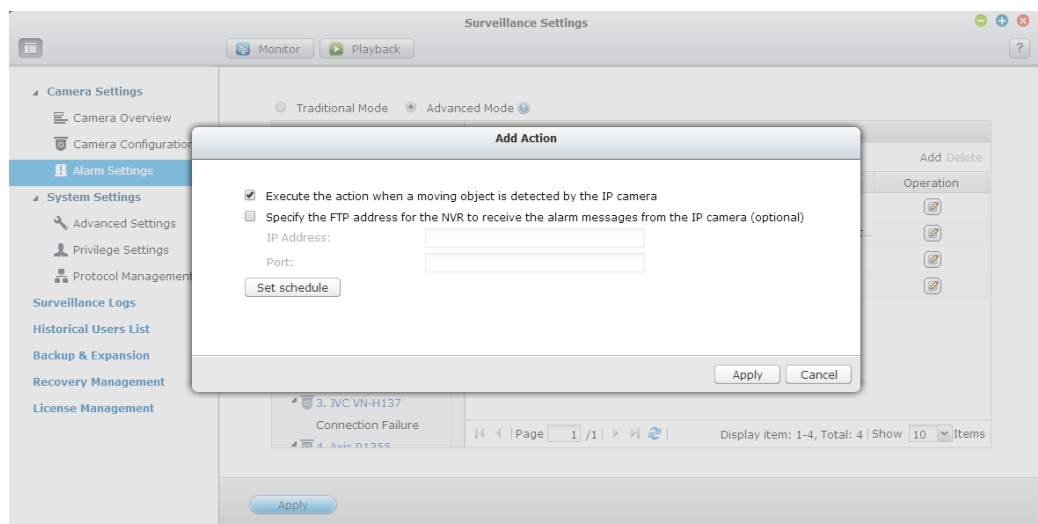 Surveillance Settings
Monitor
Playback
?
Camera Settings
Camera Overview
Camera Configuration
Alarm Settings
System Settings
Advanced Settings
Privilege Settings
Protocol Management
Surveillance Logs
Historical Users List
Backup & Expansion
Recovery Management
License Management
Traditional Mode
Advanced Mode
Add Delete
Operation
Add Action
Execute the action when a moving object is detected by the IP camera
Specify the FTP address for the NVR to receive the alarm messages from the IP camera (optional)
IP Address:
Port:
Set schedule
Apply
Cancel
3. JVC VN-H137
Connection Failure
4. Axis P1355
Page 1 /1
Display item: 1-4, Total: 4 | Show 10 Items
Apply